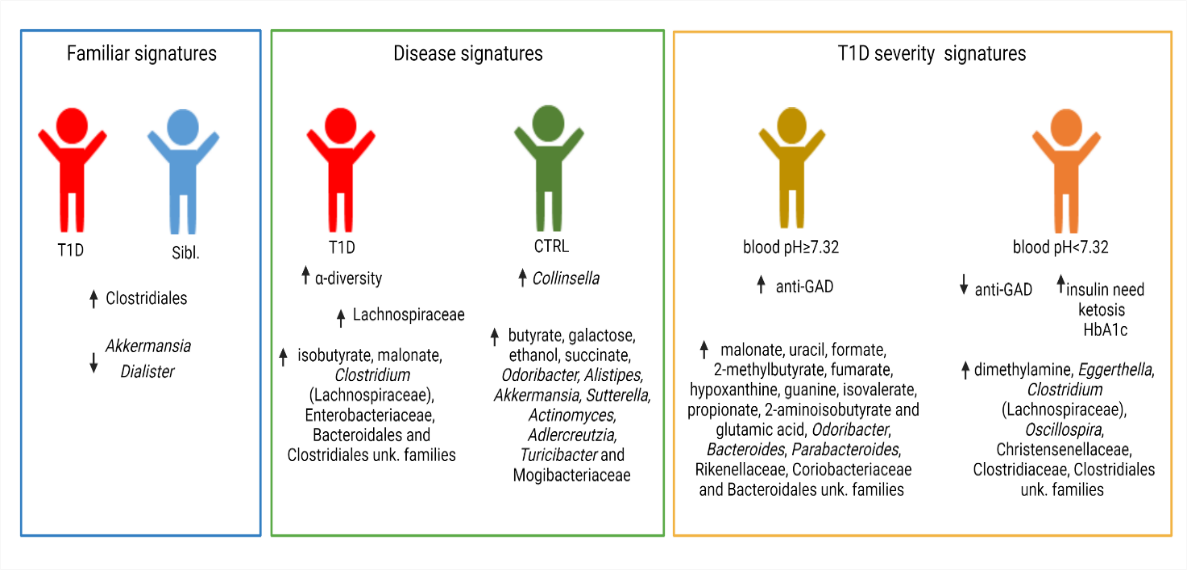 Familiar signatures
T1D
Sibl.
↑ Clostridiales
↓ Akkermansia
Dialister
Disease signatures
T1D
↑ α-diversity
↑ Lachnospiraceae
↑ isobutyrate, malonate,
Clostridium
(Lachnospiraceae),
Enterobacteriaceae,
Bacteroidales and
Clostridiales unk. families
CTRL
↑ Collinsella
↑ butyrate, galactose,
ethanol, succinate,
Odoribacter, Alistipes,
Akkermansia, Sutterella,
Actinomyces,
Adlercreutzia,
Turicibacter and
Mogibacteriaceae
T1D severity signatures
blood pH≥7.32
↑ anti-GAD
↑ malonate, uracil, formate,
2-methylbutyrate, fumarate,
hypoxanthine, guanine, isovalerate,
propionate, 2-aminoisobutyrate and
glutamic acid, Odoribacter,
Bacteroides, Parabacteroides,
Rikenellaceae, Coriobacteriaceae
and Bacteroidales unk. families
blood pH<7.32
↓ anti-GAD
↑ insulin need
ketosis
HbA1c
↑ dimethylamine, Eggerthella,
Clostridium
(Lachnospiraceae),
Oscillospira,
Christensenellaceae,
Clostridiaceae, Clostridiales
unk. families